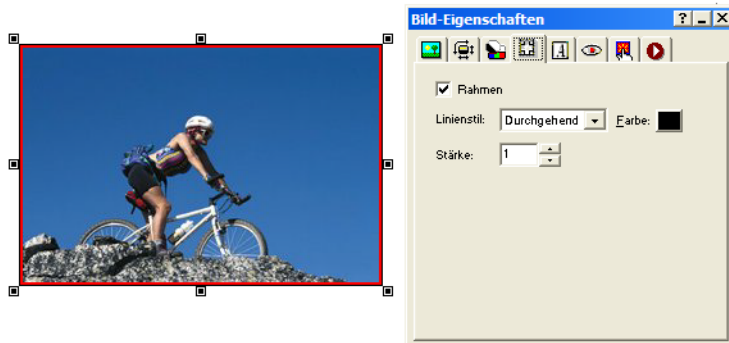 Bild-Eigenschaften
A
Rahmen
Linienstil: Durchgehend Farbe:
Stärke: 1